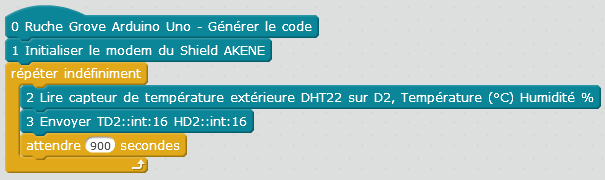 0 Ruche Grove Arduino Uno - Générer le code
1 Initialiser le modem du Shield AKENE
répéter indéfiniment
2 Lire capteur de température extérieure DHT22 sur D2, Température (°C) Humidité %
3 Envoyer TD2::int:16 HD2::int:16
attendre 900 secondes